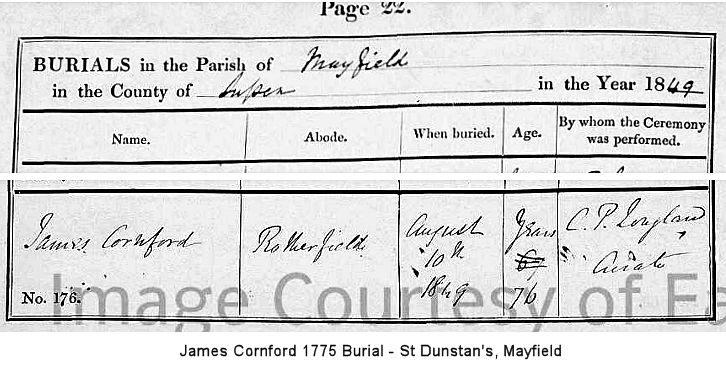 Page 22.
BURIALS in the Parish of Mayfield
in the County of Sussex in the Year 1849
Name. Abode. When buried. Age. By whom the Ceremony was performed.
James Cornford Rotherfield August 10th 1849 Years 76 C. P. Longland Curate
No. 176.
Image Courtesy of Ea
James Cornford 1775 Burial - St Dunstan's, Mayfield